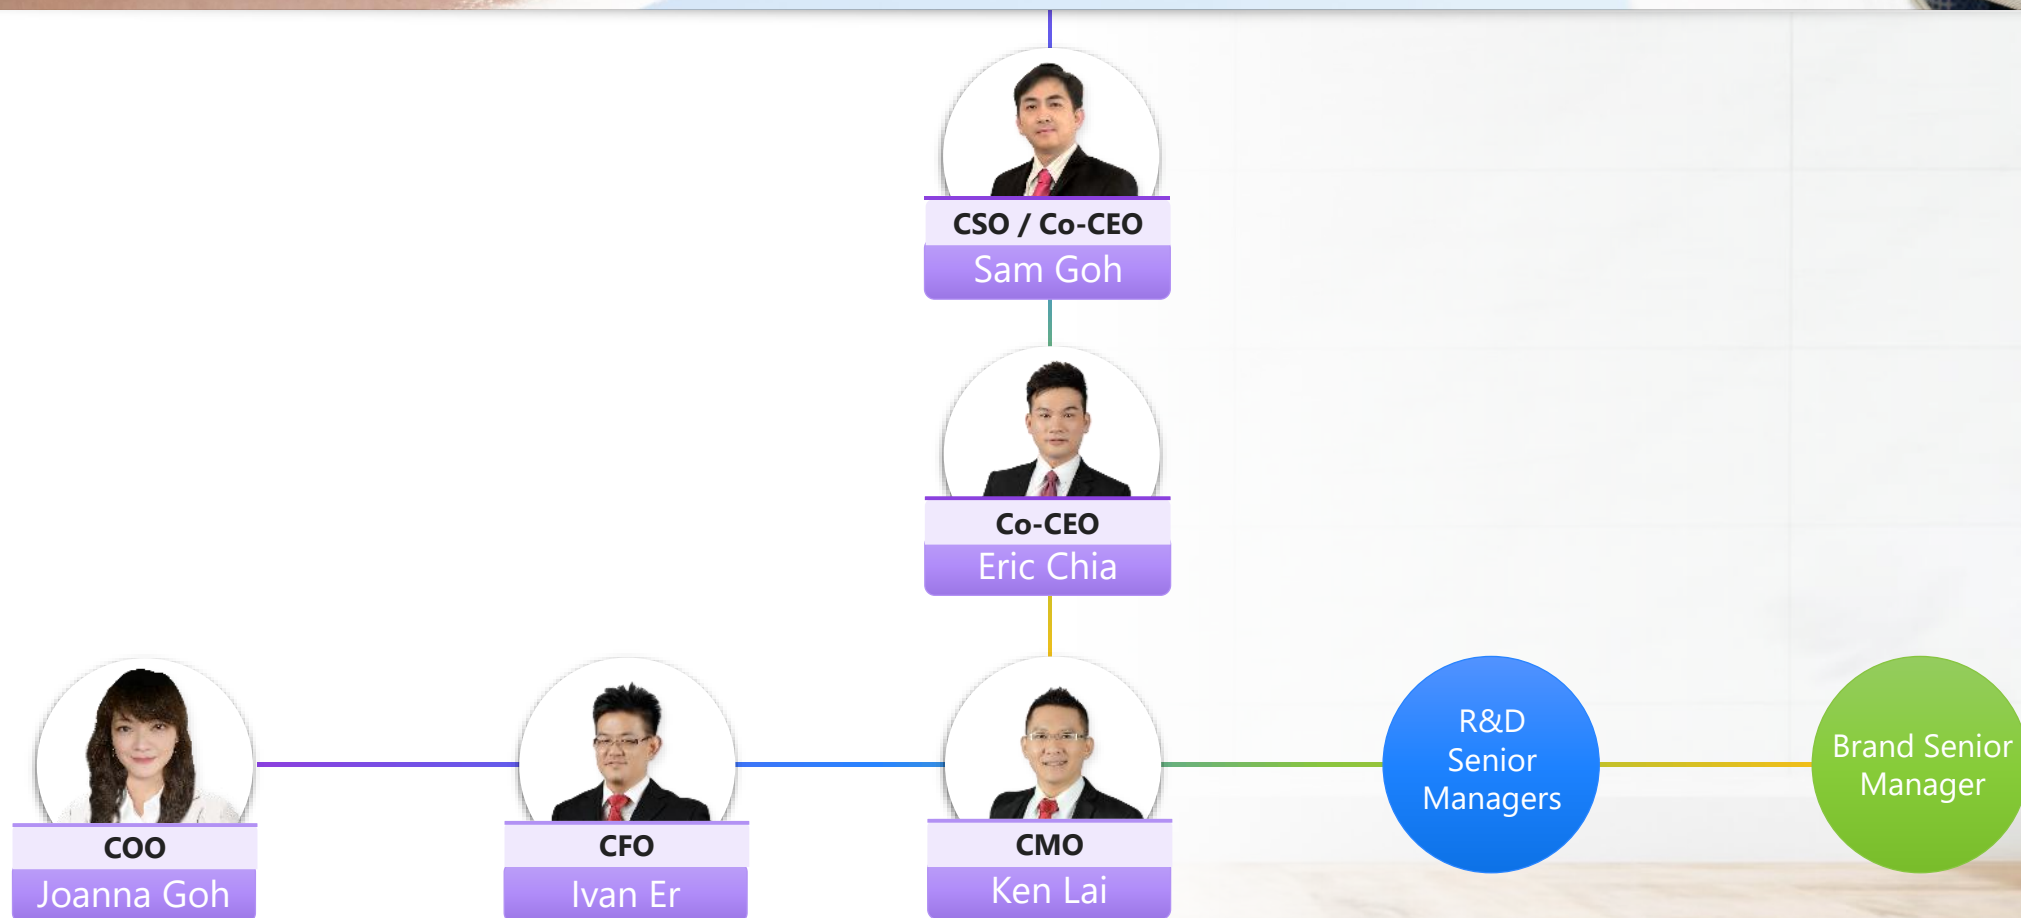 CSO / Co-CEO
Sam Goh
Co-CEO
Eric Chia
COO
Joanna Goh
CFO
Ivan Er
CMO
Ken Lai
R&D
Senior
Managers
Brand Senior
Manager